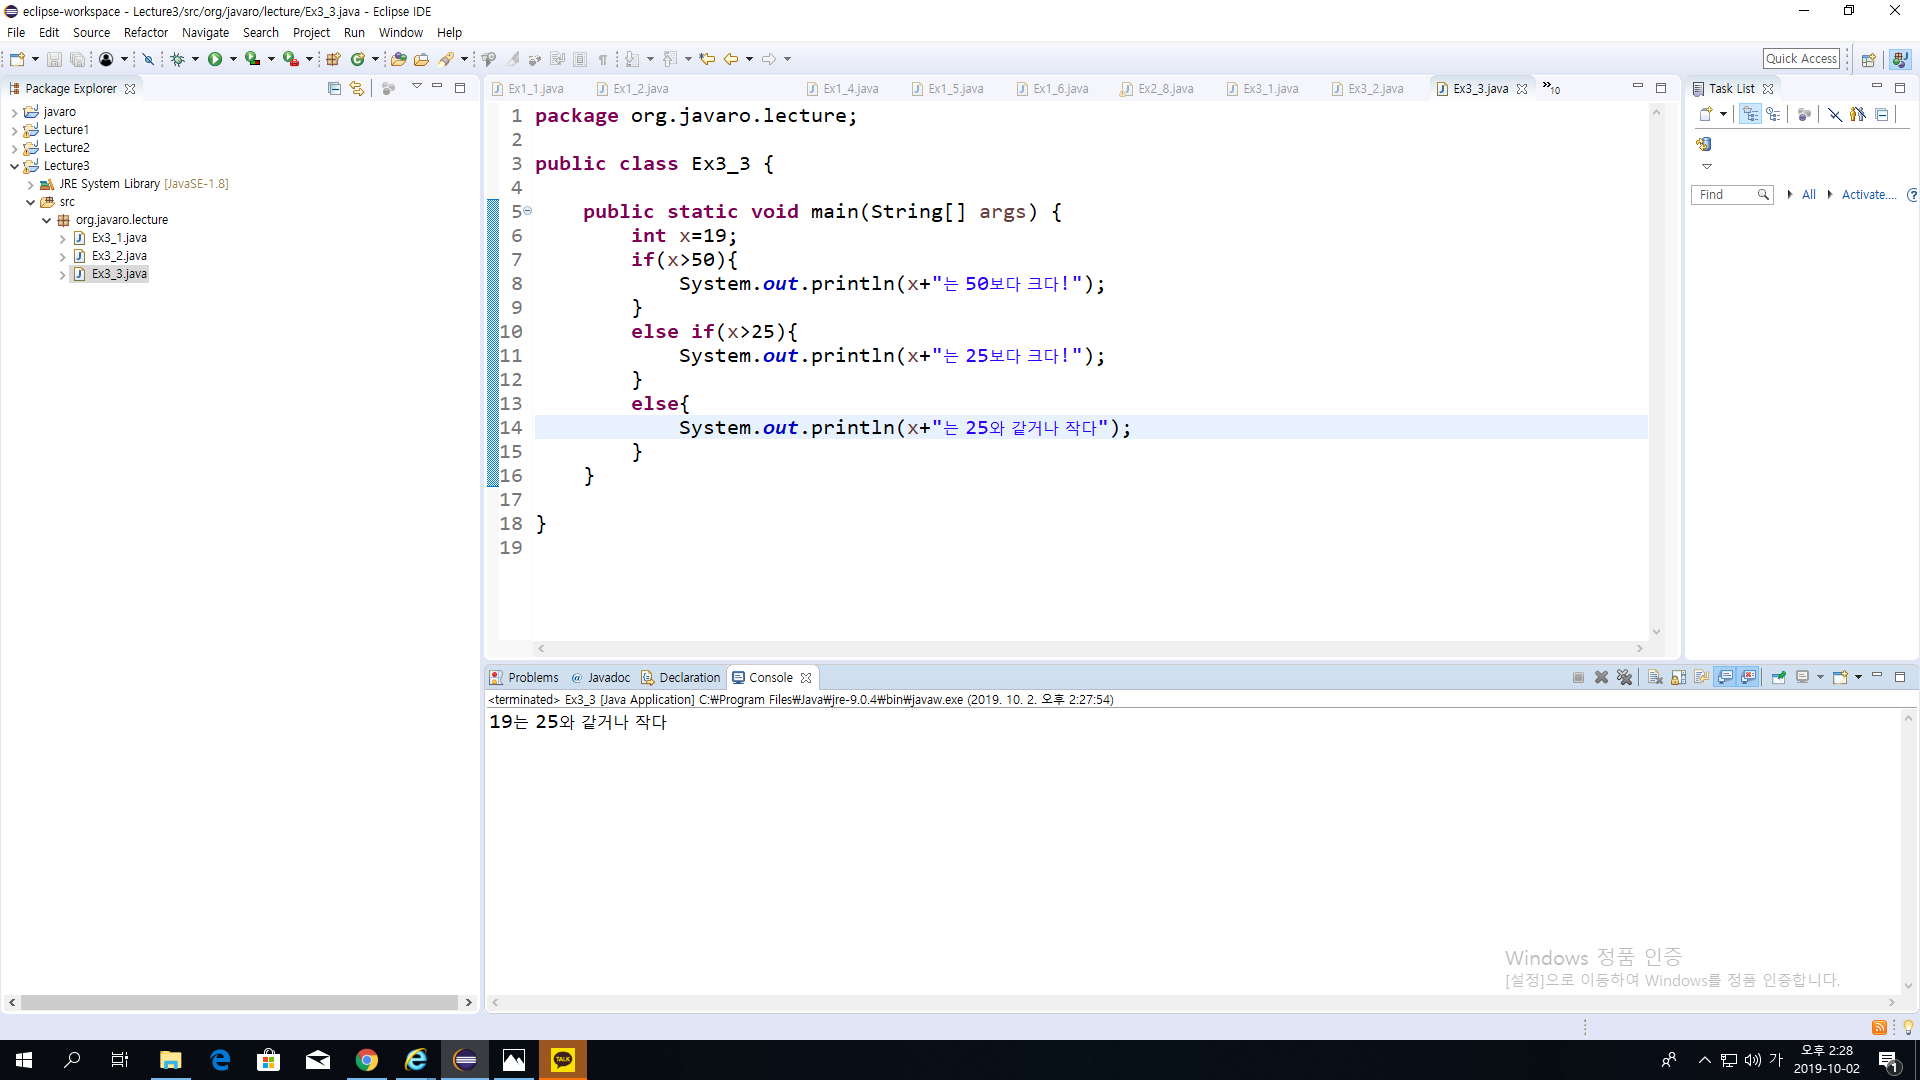 eclipse-workspace - Lecture3/src/org/javaro/lecture/Ex3_3.java - Eclipse IDE
File Edit Source Refactor Navigate Search Project Run Window Help
Quick Access
Package Explorer
javaro
Lecture1
Lecture2
Lecture3
JRE System Library [JavaSE-1.8]
src
org.javaro.lecture
Ex3_1.java
Ex3_2.java
Ex3_3.java
Ex1_1.java Ex1_2.java Ex1_4.java Ex1_5.java Ex1_6.java Ex2_8.java Ex3_1.java Ex3_2.java Ex3_3.java »10
1 package org.javaro.lecture;
2
3 public class Ex3_3 {
4
5 public static void main(String[] args) {
6 int x=19;
7 if(x>50){
8 System.out.println(x+"는 50보다 크다!");
9 }
10 else if(x>25){
11 System.out.println(x+"는 25보다 크다!");
12 }
13 else{
14 System.out.println(x+"는 25와 같거나 작다");
15 }
16 }
17
18 }
19
Task List
Find All Activate...
Problems @ Javadoc Declaration Console
<terminated> Ex3_3 [Java Application] C:₩Program Files₩Java₩jre-9.0.4₩bin₩javaw.exe (2019. 10. 2. 오후 2:27:54)
19는 25와 같거나 작다
Windows 정품 인증
[설정]으로 이동하여 Windows를 정품 인증합니다.
TALK
가
오후 2:28
2019-10-02
1